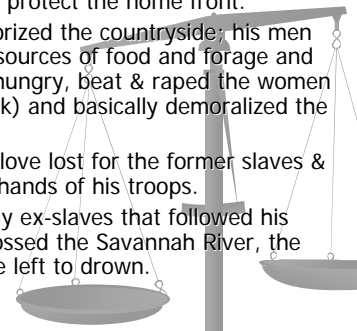 protect the home front.
orized the countryside; his men
sources of food and forage and
hungry, beat & raped the women
k) and basically demoralized the
love lost for the former slaves &
hands of his troops.
y ex-slaves that followed his
ossed the Savannah River, the
e left to drown.